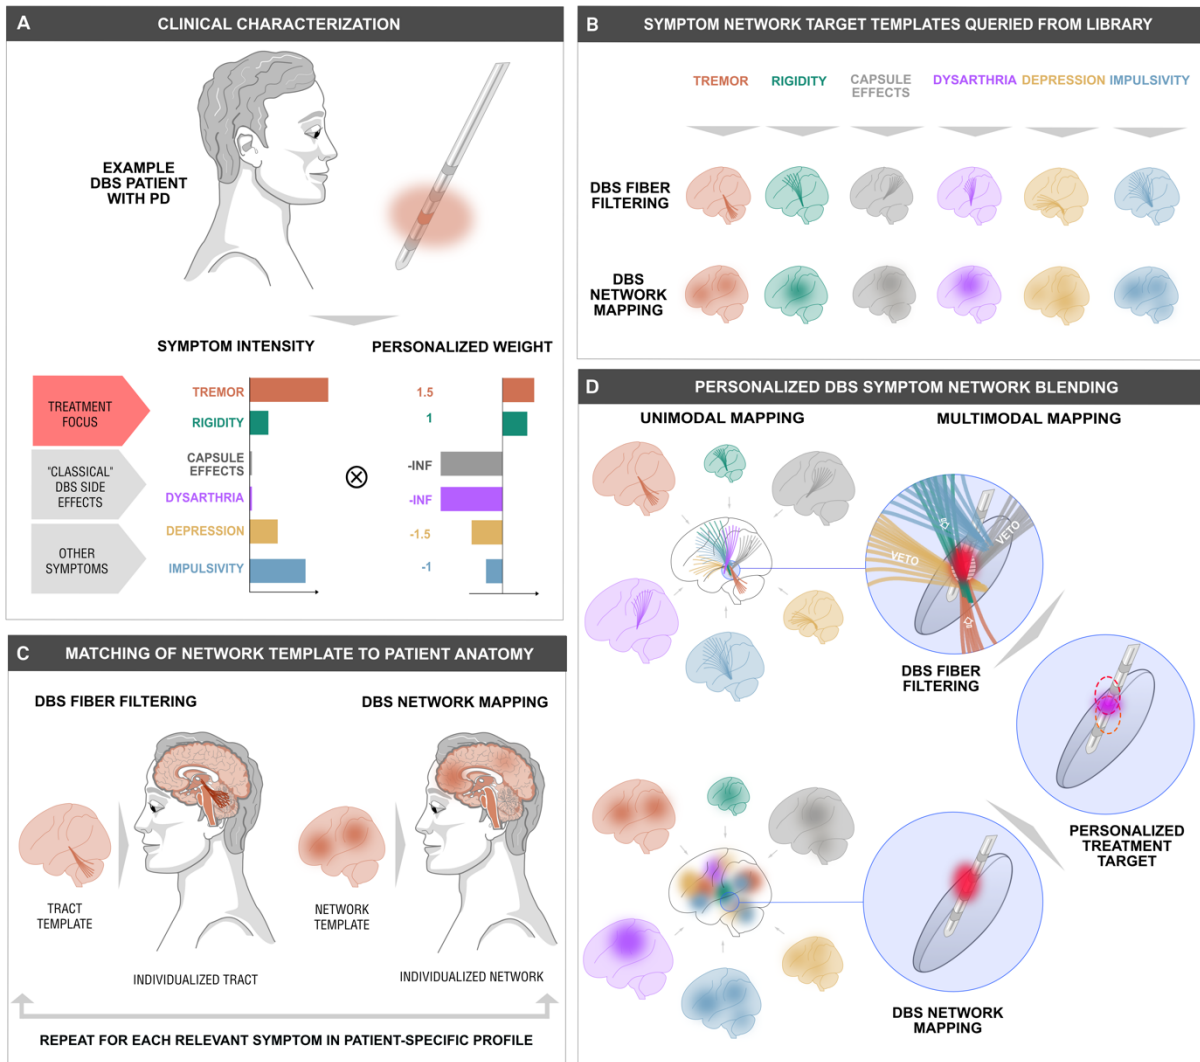 A
CLINICAL CHARACTERIZATION
EXAMPLE
DBS PATIENT
WITH PD
SYMPTOM INTENSITY
PERSONALIZED WEIGHT
TREATMENT
FOCUS
TREMOR
1.5
RIGIDITY
1
"CLASSICAL"
DBS SIDE
EFFECTS
CAPSULE
EFFECTS
-INF
DYSARTHRIA
-INF
OTHER
SYMPTOMS
DEPRESSION
-1.5
IMPULSIVITY
-1
B
SYMPTOM NETWORK TARGET TEMPLATES QUERIED FROM LIBRARY
TREMOR
RIGIDITY
CAPSULE
EFFECTS
DYSARTHRIA
DEPRESSION
IMPULSIVITY
DBS FIBER
FILTERING
DBS
NETWORK
MAPPING
C
MATCHING OF NETWORK TEMPLATE TO PATIENT ANATOMY
DBS FIBER FILTERING
DBS NETWORK MAPPING
TRACT
TEMPLATE
NETWORK
TEMPLATE
INDIVIDUALIZED TRACT
INDIVIDUALIZED NETWORK
REPEAT FOR EACH RELEVANT SYMPTOM IN PATIENT-SPECIFIC PROFILE
D
PERSONALIZED DBS SYMPTOM NETWORK BLENDING
UNIMODAL MAPPING
MULTIMODAL MAPPING
VETO
VETO
DBS FIBER
FILTERING
PERSONALIZED
TREATMENT
TARGET
DBS NETWORK
MAPPING